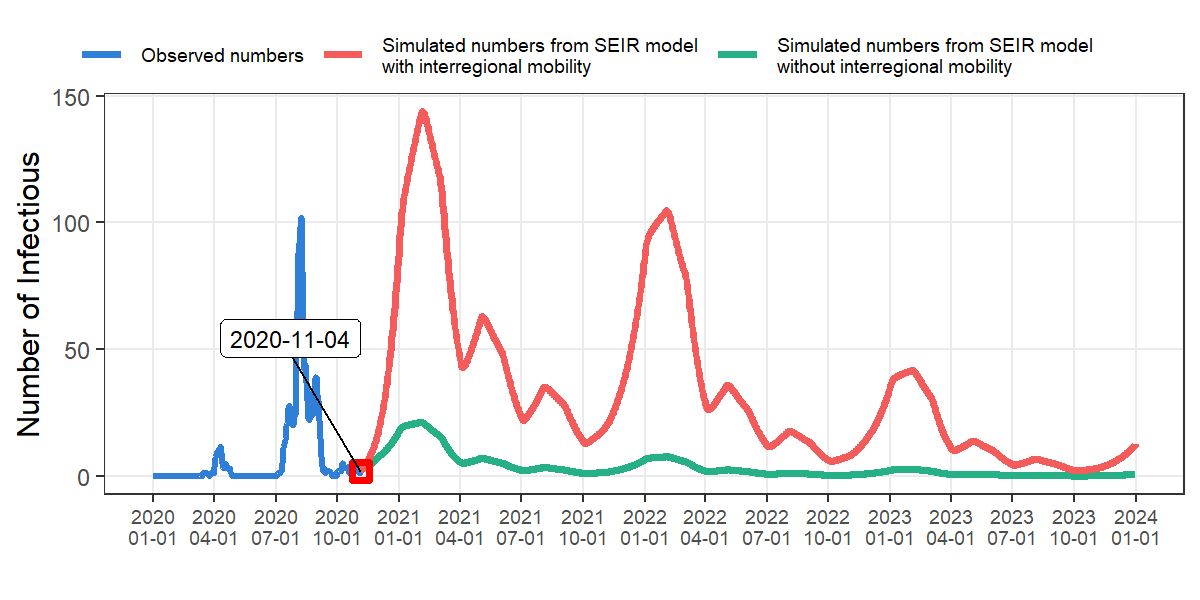 Observed numbers
Simulated numbers from SEIR model
with interregional mobility
Simulated numbers from SEIR model
without interregional mobility
Number of Infectious
150
100
50
0
2020-11-04
2020 2020 2020 2020 2021 2021 2021 2021 2022 2022 2022 2022 2023 2023 2023 2023 2024
01-01 04-01 07-01 10-01 01-01 04-01 07-01 10-01 01-01 04-01 07-01 10-01 01-01 04-01 07-01 10-01 01-01